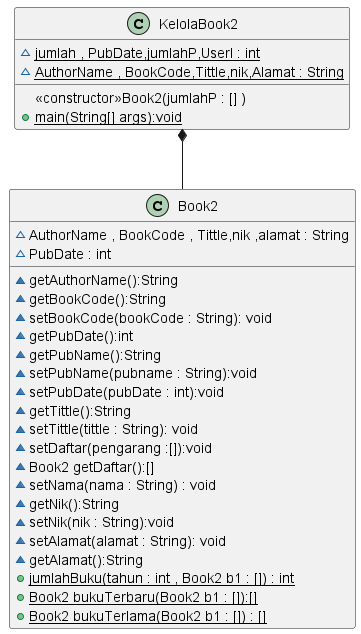 C KelolaBook2
jumlah , PubDate,jumlahP,UserI : int
AuthorName , BookCode,Tittle,nik,Alamat : String
«constructor»Book2(jumlahP : [] )
main(String[] args):void
C Book2
AuthorName , BookCode , Tittle,nik ,alamat : String
PubDate : int
getAuthorName():String
getBookCode():String
setBookCode(bookCode : String): void
getPubDate():int
getPubName():String
setPubName(pubname : String):void
setPubDate(pubDate : int):void
getTittle():String
setTittle(tittle : String): void
setDaftar(pengarang :[]):void
Book2 getDaftar():[]
setNama(nama : String) : void
getNik():String
setNik(nik : String):void
setAlamat(alamat : String): void
getAlamat():String
jumlahBuku(tahun : int , Book2 b1 : []) : int
Book2 bukuTerbaru(Book2 b1 : []):[]
Book2 bukuTerlama(Book2 b1 : []) : []